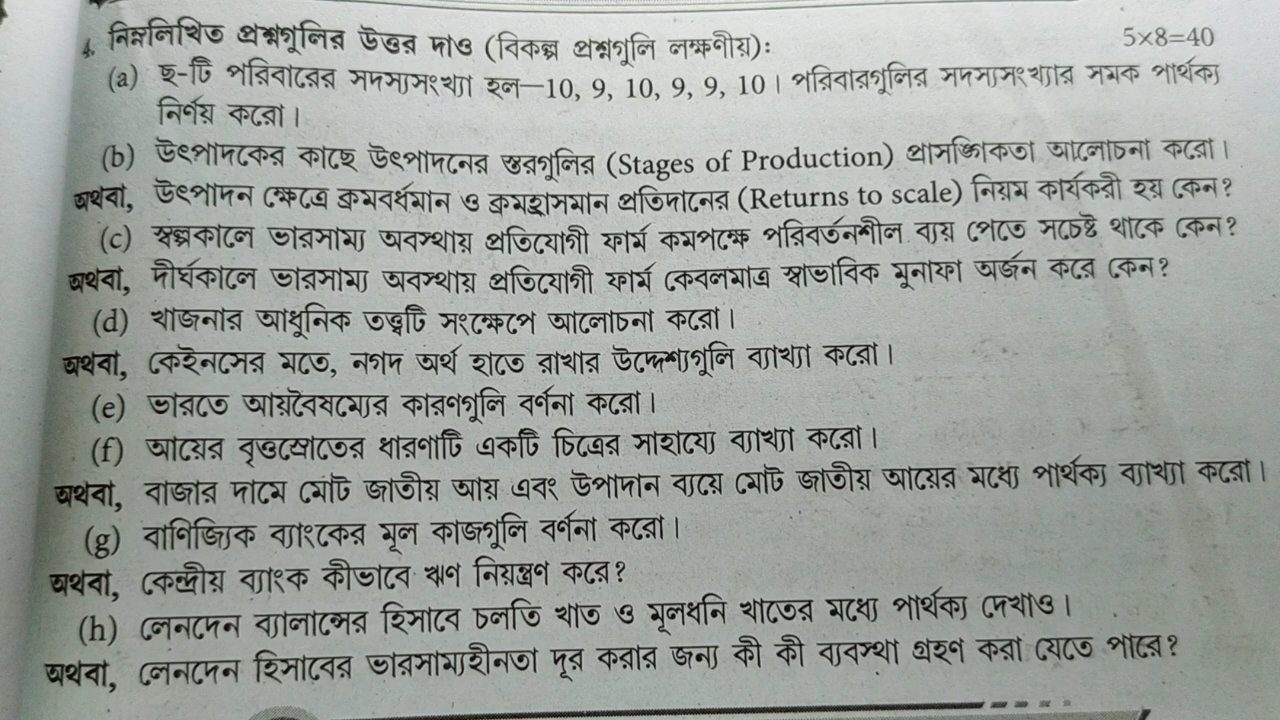 4. নিম্নলিখিত প্রশ্নগুলির উত্তর দাও (বিকল্প প্রশ্নগুলি লক্ষণীয়): 5×8=40
(a) ছ-টি পরিবারের সদস্যসংখ্যা হল—10, 9, 10, 9, 9, 10। পরিবারগুলির সদস্যসংখ্যার সমক পার্থক্য
নির্ণয় করো।
(b) উৎপাদকের কাছে উৎপাদনের স্তরগুলির (Stages of Production) প্রাসঙ্গিকতা আলোচনা করো।
অথবা, উৎপাদন ক্ষেত্রে ক্রমবর্ধমান ও ক্রমহ্রাসমান প্রতিদানের (Returns to scale) নিয়ম কার্যকরী হয় কেন?
(c) স্বল্পকালে ভারসাম্য অবস্থায় প্রতিযোগী ফার্ম কমপক্ষে পরিবর্তনশীল ব্যয় পেতে সচেষ্ট থাকে কেন?
অথবা, দীর্ঘকালে ভারসাম্য অবস্থায় প্রতিযোগী ফার্ম কেবলমাত্র স্বাভাবিক মুনাফা অর্জন করে কেন?
(d) খাজনার আধুনিক তত্ত্বটি সংক্ষেপে আলোচনা করো।
অথবা, কেইনসের মতে, নগদ অর্থ হাতে রাখার উদ্দেশ্যগুলি ব্যাখ্যা করো।
(e) ভারতে আয়বৈষম্যের কারণগুলি বর্ণনা করো।
(f) আয়ের বৃত্তস্রোতের ধারণাটি একটি চিত্রের সাহায্যে ব্যাখ্যা করো।
অথবা, বাজার দামে মোট জাতীয় আয় এবং উপাদান ব্যয়ে মোট জাতীয় আয়ের মধ্যে পার্থক্য ব্যাখ্যা করো।
(g) বাণিজ্যিক ব্যাংকের মূল কাজগুলি বর্ণনা করো।
অথবা, কেন্দ্রীয় ব্যাংক কীভাবে ঋণ নিয়ন্ত্রণ করে?
(h) লেনদেন ব্যালান্সের হিসাবে চলতি খাত ও মূলধনি খাতের মধ্যে পার্থক্য দেখাও।
অথবা, লেনদেন হিসাবের ভারসাম্যহীনতা দূর করার জন্য কী কী ব্যবস্থা গ্রহণ করা যেতে পারে?